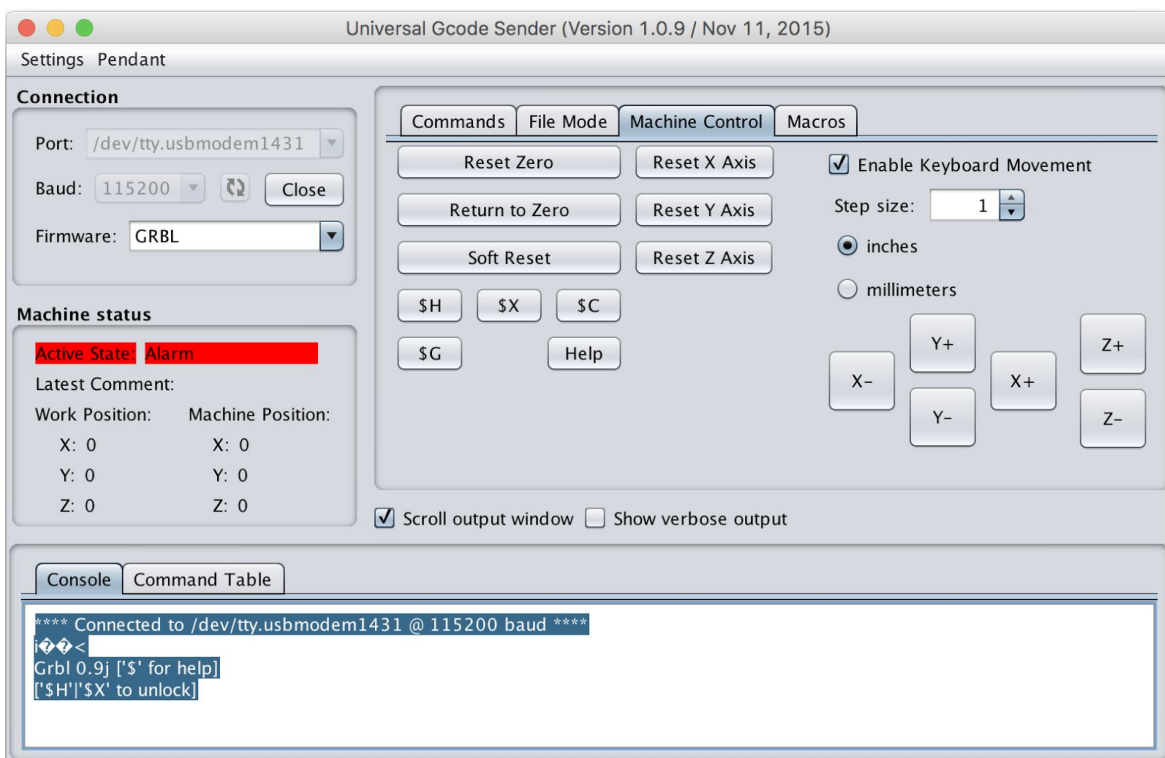 Universal Gcode Sender (Version 1.0.9 / Nov 11, 2015)
Settings Pendant
Connection
Port: /dev/tty.usbmodem1431
Baud: 115200 Close
Firmware: GRBL
Machine status
Active State: Alarm
Latest Comment:
Work Position: Machine Position:
X: 0 X: 0
Y: 0 Y: 0
Z: 0 Z: 0
Commands File Mode Machine Control Macros
Reset Zero Reset X Axis
Return to Zero Reset Y Axis
Soft Reset Reset Z Axis
$H $X $C
$G Help
Enable Keyboard Movement
Step size: 1
inches
millimeters
Y+ Z+
X- X+
Y- Z-
Scroll output window Show verbose output
Console Command Table
**** Connected to /dev/tty.usbmodem1431 @ 115200 baud ****
i��<
Grbl 0.9j ['$' for help]
['$H'|'$X' to unlock]